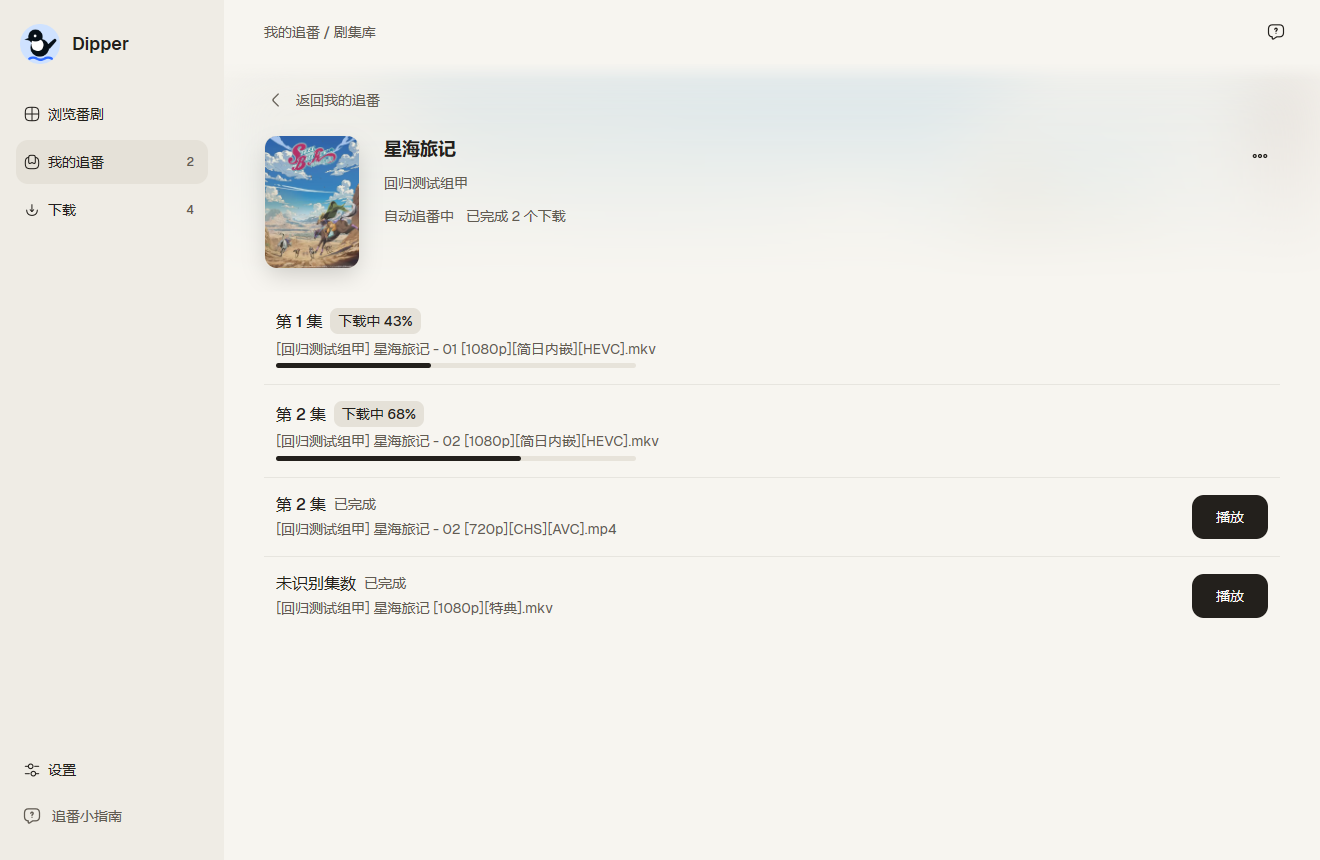 Dipper
浏览番剧
我的追番 2
下载 4
设置
追番小指南
我的追番 / 剧集库
返回我的追番
星海旅记
回归测试组甲
自动追番中 已完成 2 个下载
第 1 集 下载中 43%
[回归测试组甲] 星海旅记 - 01 [1080p][简日内嵌][HEVC].mkv
第 2 集 下载中 68%
[回归测试组甲] 星海旅记 - 02 [1080p][简日内嵌][HEVC].mkv
第 2 集 已完成
[回归测试组甲] 星海旅记 - 02 [720p][CHS][AVC].mp4
播放
未识别集数 已完成
[回归测试组甲] 星海旅记 [1080p][特典].mkv
播放